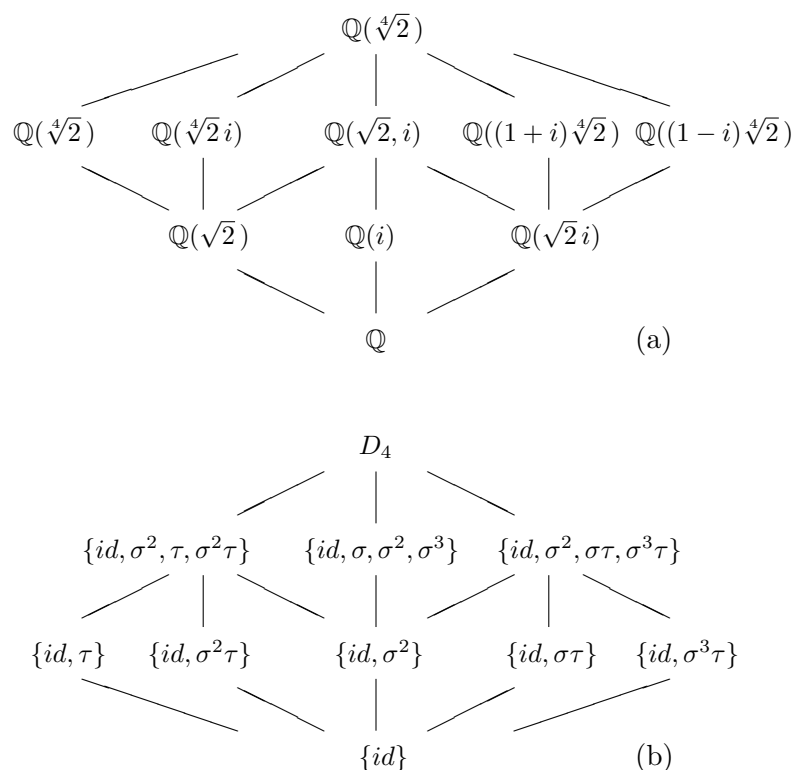 ℚ(∜2)
ℚ(∜2) ℚ(∜2 i) ℚ(√2, i) ℚ((1 + i)∜2) ℚ((1 − i)∜2)
ℚ(√2) ℚ(i) ℚ(√2 i)
ℚ (a)
D₄
{id, σ², τ, σ²τ} {id, σ, σ², σ³} {id, σ², στ, σ³τ}
{id, τ} {id, σ²τ} {id, σ²} {id, στ} {id, σ³τ}
{id} (b)